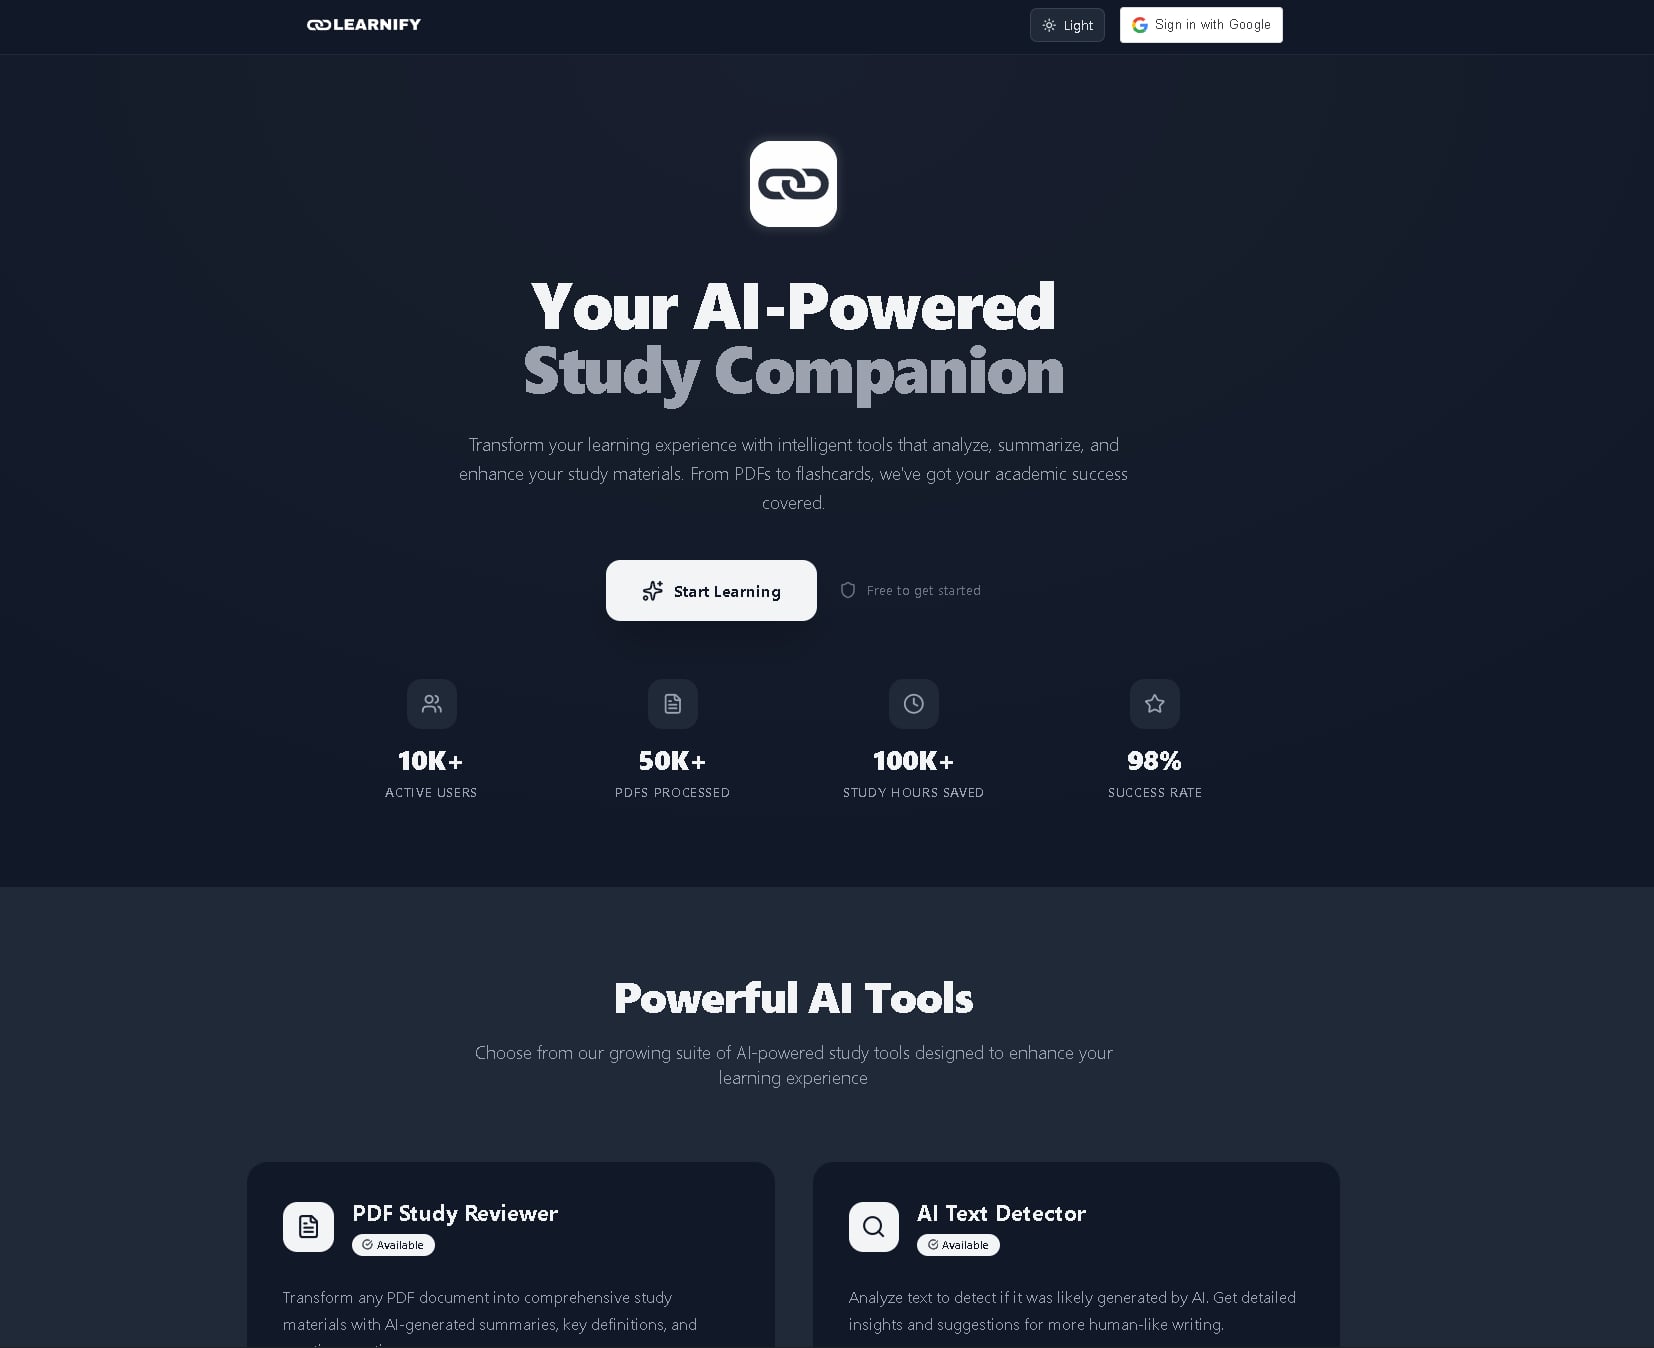 LEARNIFY
Light
Sign in with Google
Your AI-Powered
Study Companion
Transform your learning experience with intelligent tools that analyze, summarize, and
enhance your study materials. From PDFs to flashcards, we've got your academic success
covered.
Start Learning
Free to get started
10K+
ACTIVE USERS
50K+
PDFS PROCESSED
100K+
STUDY HOURS SAVED
98%
SUCCESS RATE
Powerful AI Tools
Choose from our growing suite of AI-powered study tools designed to enhance your
learning experience
PDF Study Reviewer
Available
Transform any PDF document into comprehensive study
materials with AI-generated summaries, key definitions, and
AI Text Detector
Available
Analyze text to detect if it was likely generated by AI. Get detailed
insights and suggestions for more human-like writing.